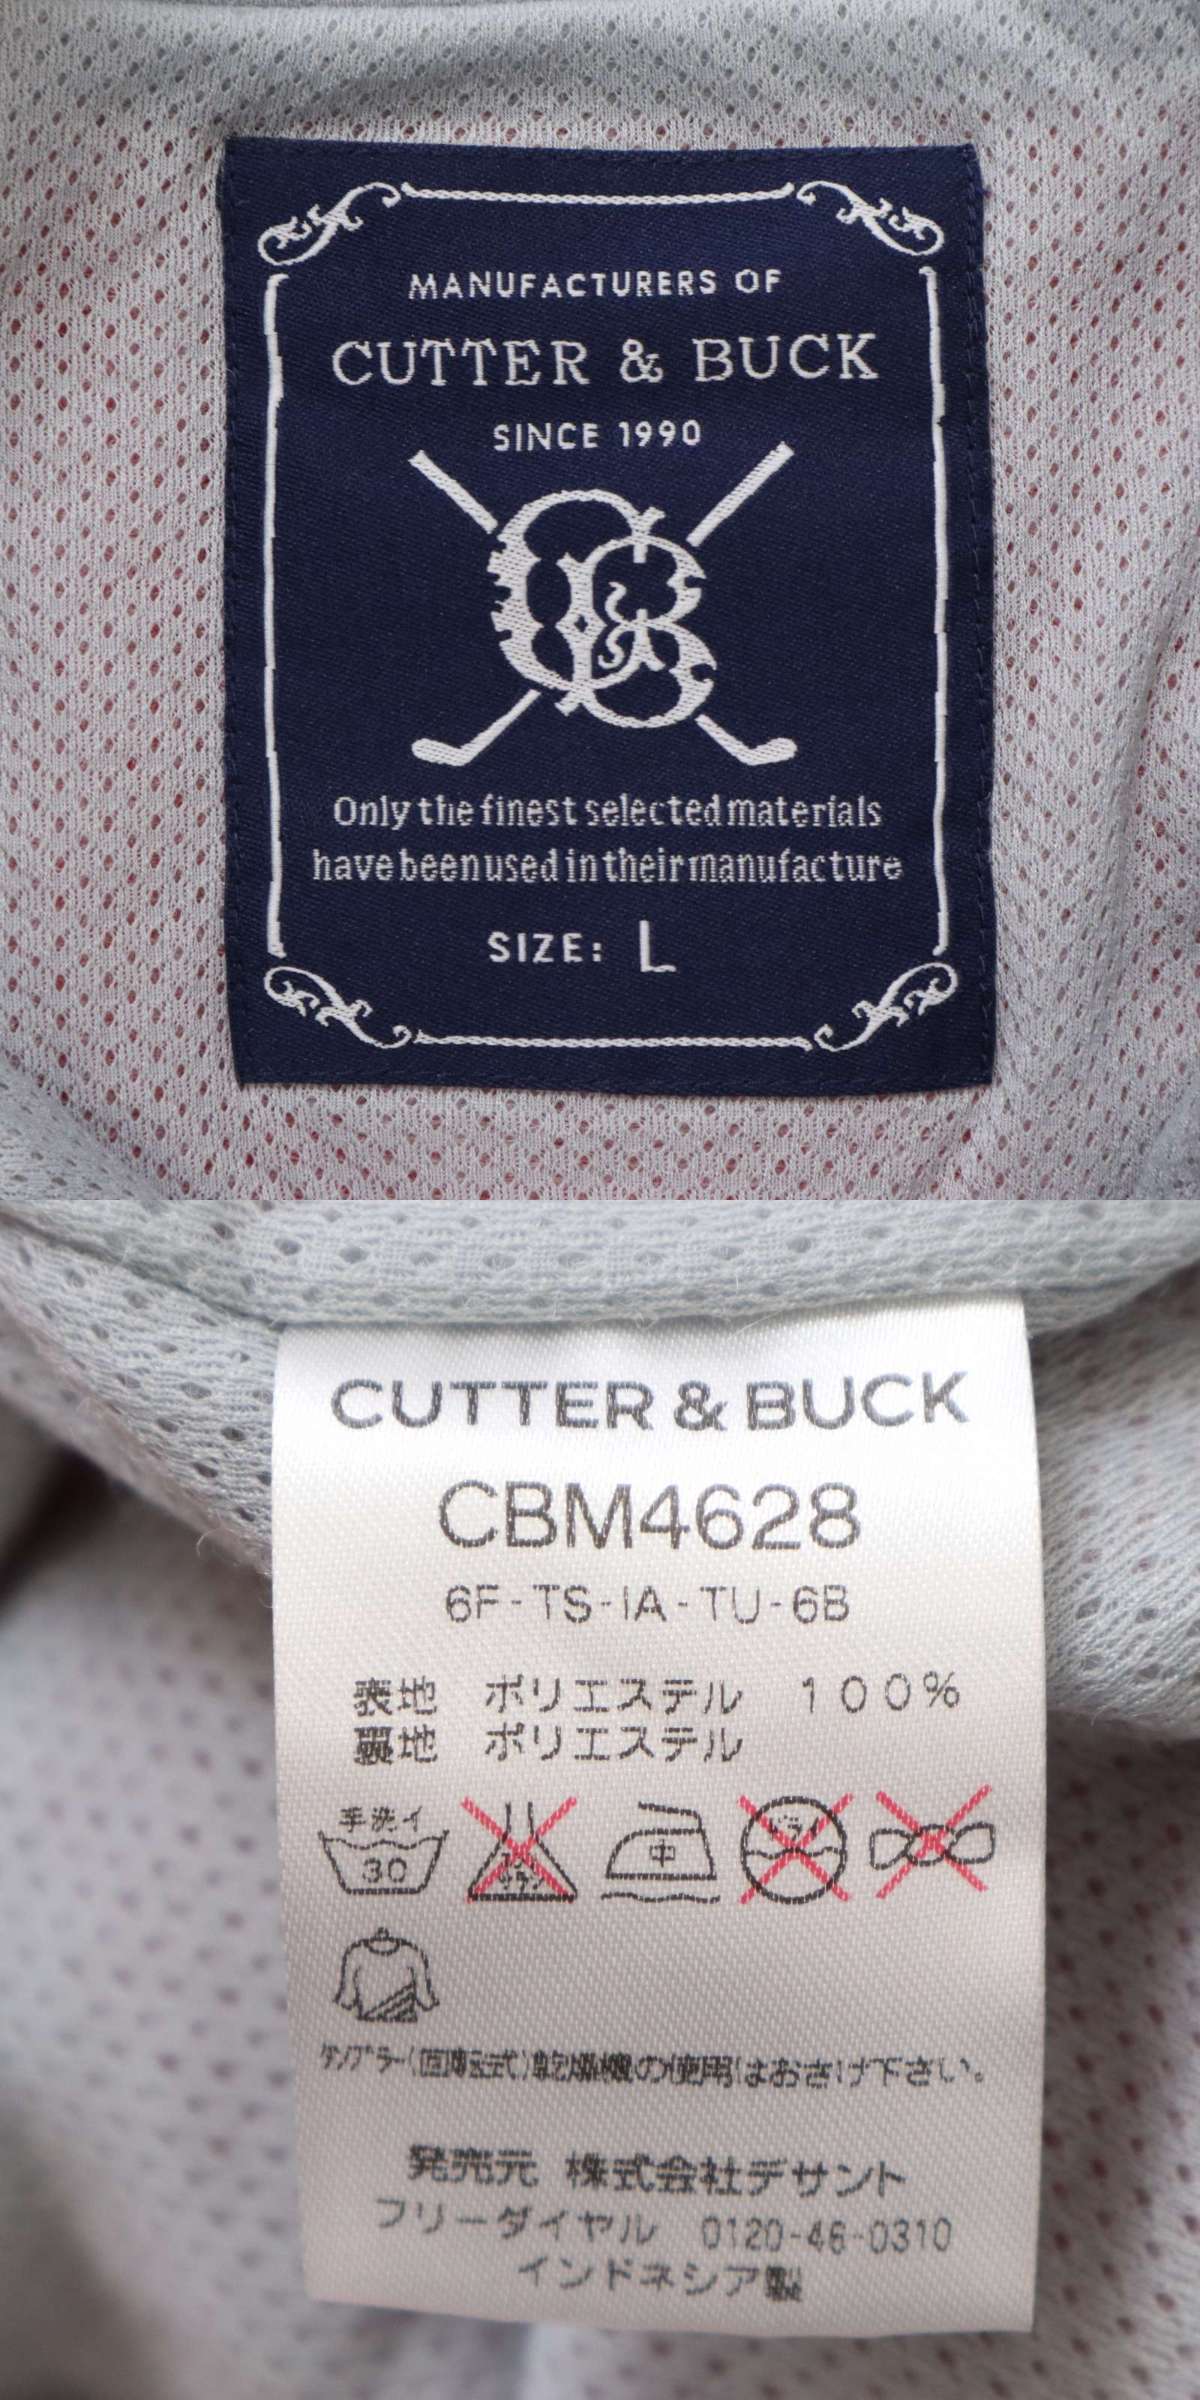 MANUFACTURERS OF
CUTTER & BUCK
SINCE 1990
CB
Only the finest selected materials
have been used in their manufacture
SIZE: L
CUTTER & BUCK
CBM4628
6F-TS-IA-TU-6B
表地 ポリエステル 100%
裏地 ポリエステル
手洗イ
30
中
タンブラー(回転式)乾燥機の使用はおさけ下さい。
発売元 株式会社デサント
フリーダイヤル 0120-46-0310
インドネシア製